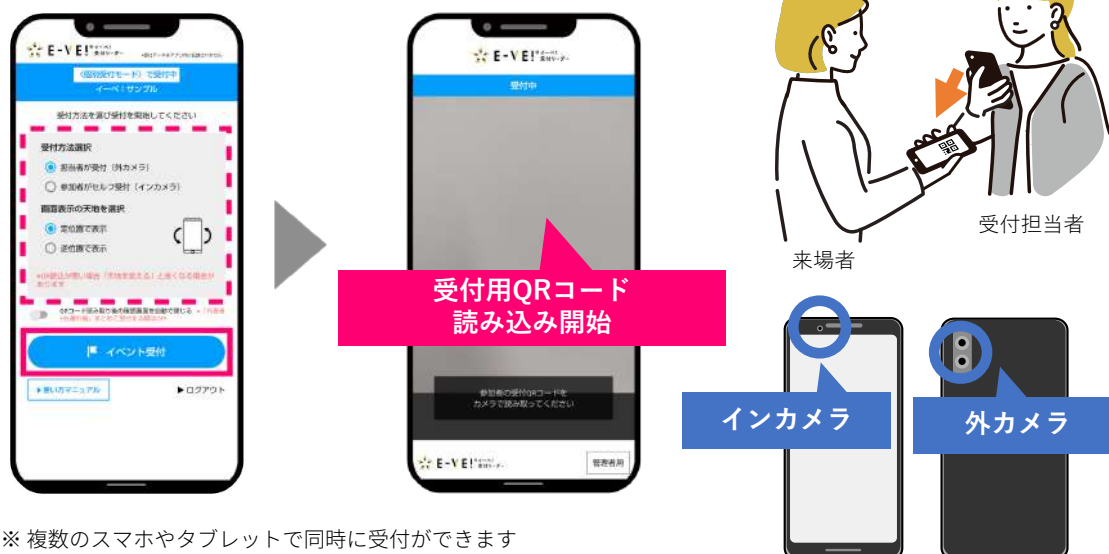 E-VE!
〈個別受付モード〉で受付中
イーベ!サンプル
受付方法を選び受付を開始してください
受付方法選択
担当者が受付(外カメラ)
参加者がセルフ受付(インカメラ)
画面表示の天地を選択
定位置で表示
逆位置で表示
イベント受付
使い方マニュアル
▶ログアウト
E-VE!
受付中
受付用QRコード
読み込み開始
参加者の受付QRコードを
カメラで読み取ってください
E-VE!
管理者用
受付担当者
来場者
インカメラ
外カメラ
※ 複数のスマホやタブレットで同時に受付ができます